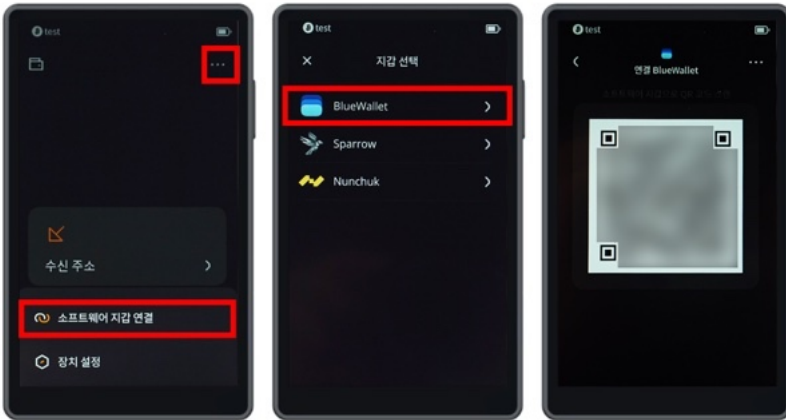 test
수신 주소
소프트웨어 지갑 연결
장치 설정
test
지갑 선택
BlueWallet
Sparrow
Nunchuk
test
연결 BlueWallet